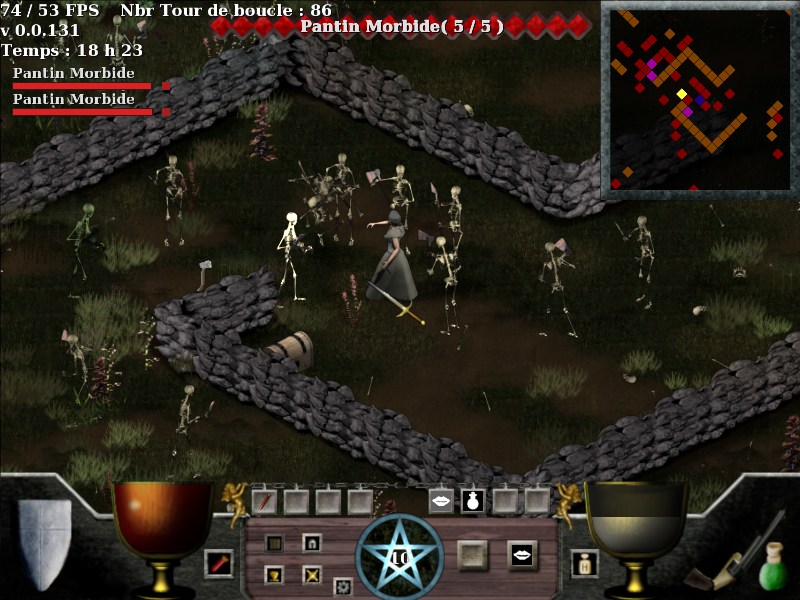 74 / 53 FPS Nbr Tour de boucle : 86
Pantin Morbide( 5 / 5 )
v 0.0.131
Temps : 18 h 23
Pantin Morbide
Pantin Morbide
10
H